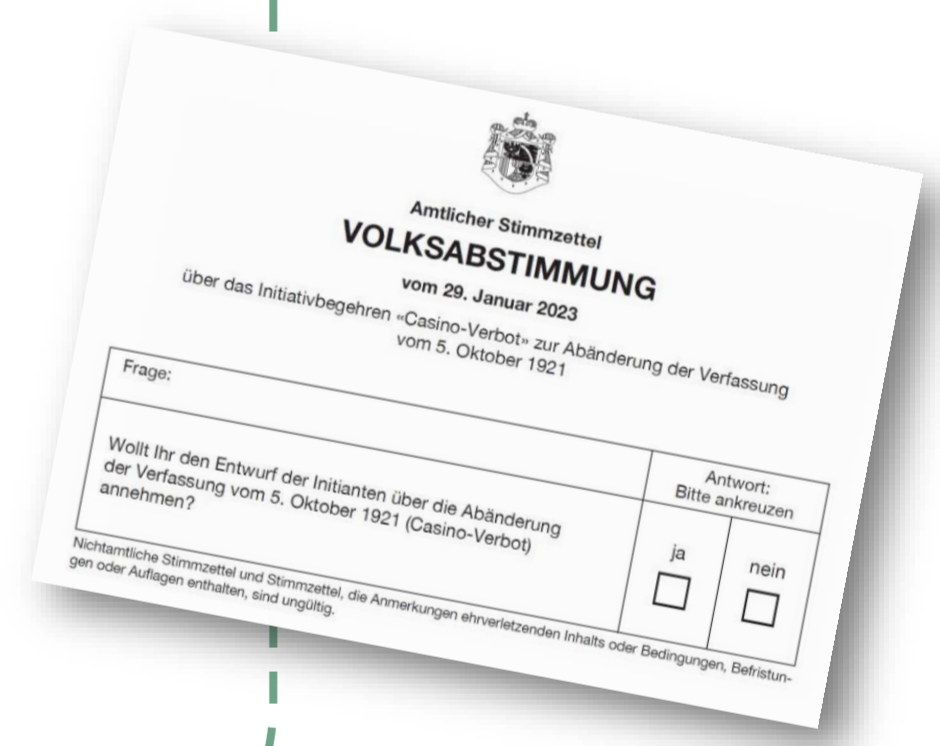 Amtlicher Stimmzettel
VOLKSABSTIMMUNG
vom 29. Januar 2023
über das Initiativbegehren «Casino-Verbot» zur Abänderung der Verfassung
vom 5. Oktober 1921
Frage:
Antwort:
Bitte ankreuzen
Wollt Ihr den Entwurf der Initianten über die Abänderung
der Verfassung vom 5. Oktober 1921 (Casino-Verbot)
annehmen?
ja
nein
Nichtamtliche Stimmzettel und Stimmzettel, die Anmerkungen ehrverletzenden Inhalts oder Bedingungen, Befristun-
gen oder Auflagen enthalten, sind ungültig.